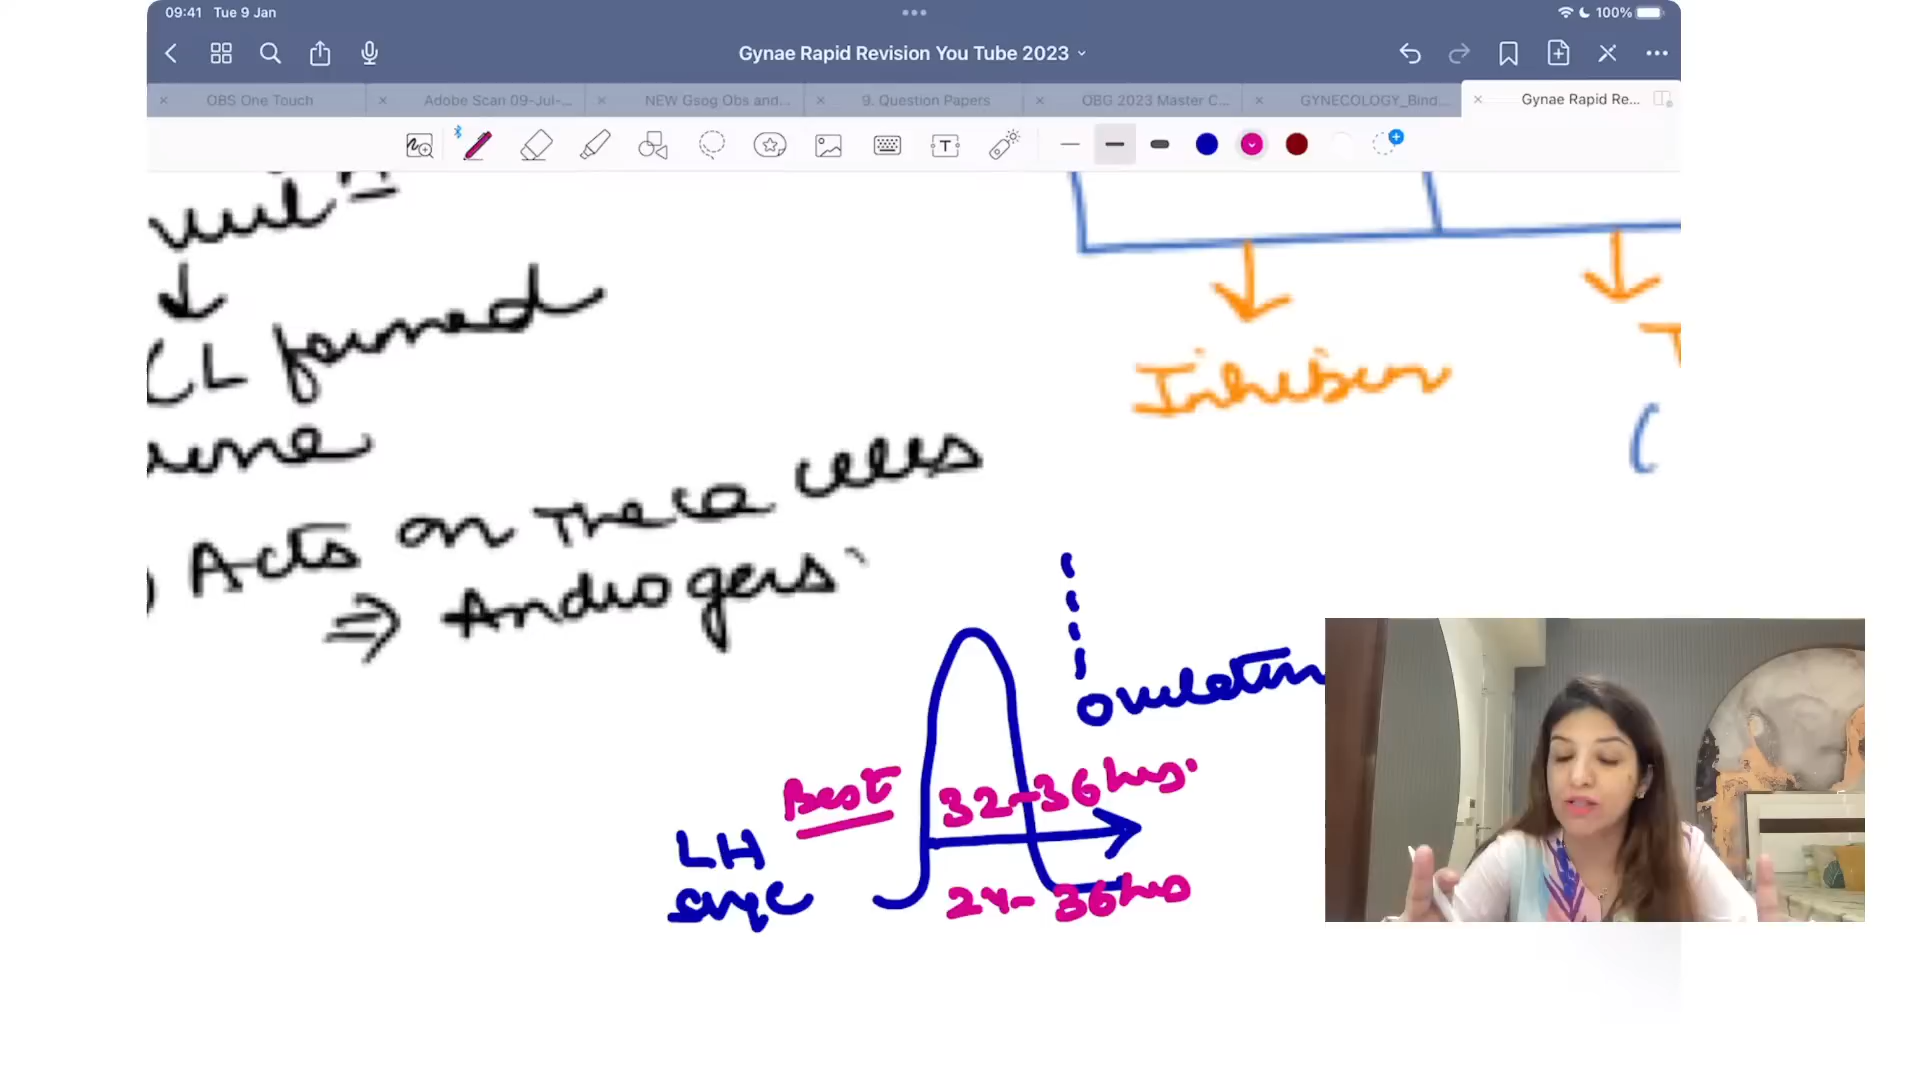 09:41 Tue 9 Jan
100%
Gynae Rapid Revision You Tube 2023
OBS One Touch
Adobe Scan 09-Jul-...
NEW Gsog Obs and...
9. Question Papers
OBG 2023 Master C...
GYNECOLOGY_Bind...
Gynae Rapid Re...
T
CL formed
Inhibin
Acts on Theca cells
⇒ Androgens
ovulation
Best 32-36 hrs.
LH
surge
24-36 hrs